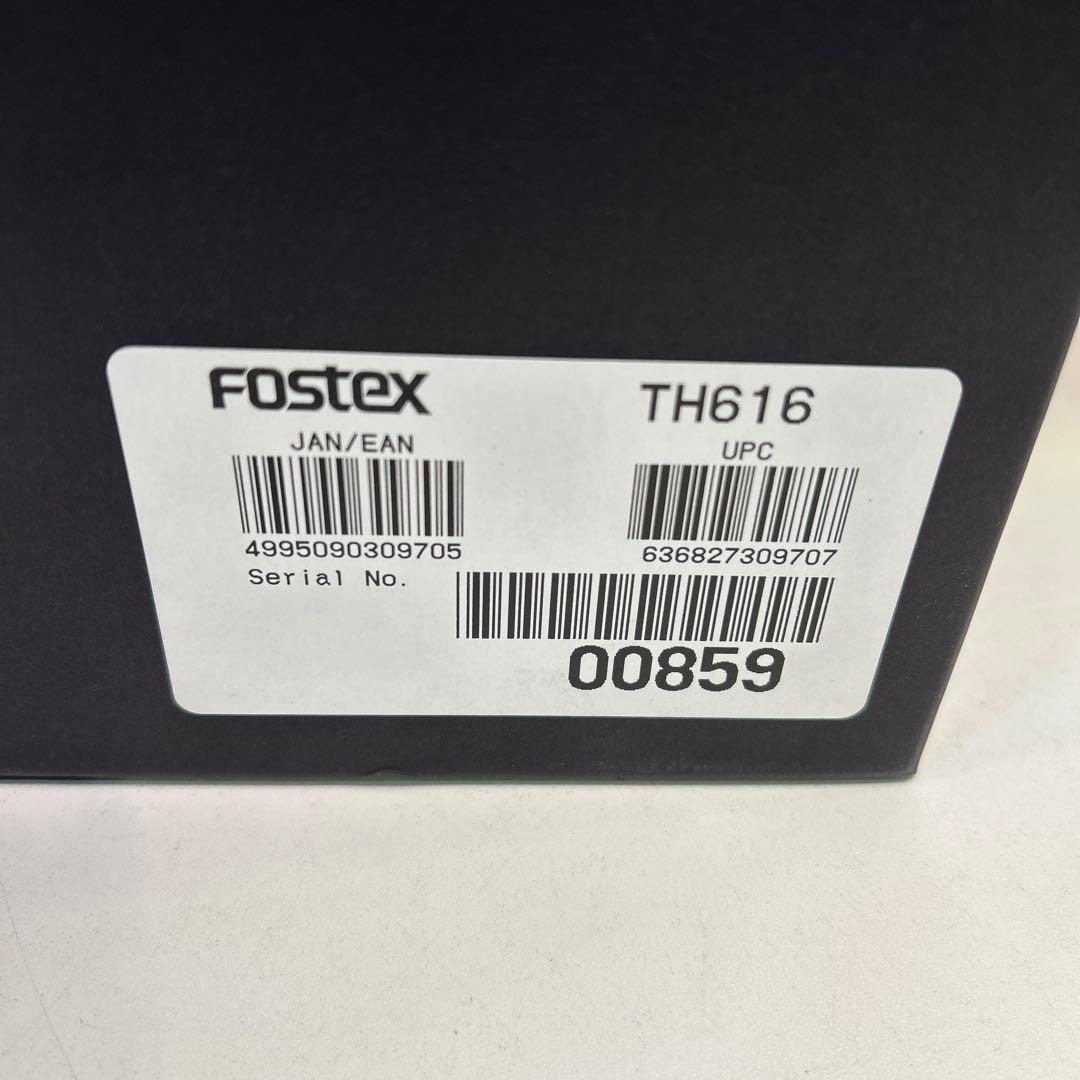 FOSTEX TH616
JAN/EAN UPC
4995090309705 636827309707
Serial No.
00859